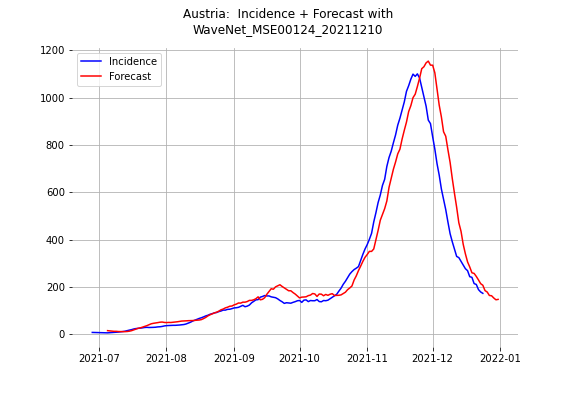 Austria: Incidence + Forecast with
WaveNet_MSE00124_20211210
Incidence
Forecast
1200
1000
800
600
400
200
0
2021-07 2021-08 2021-09 2021-10 2021-11 2021-12 2022-01